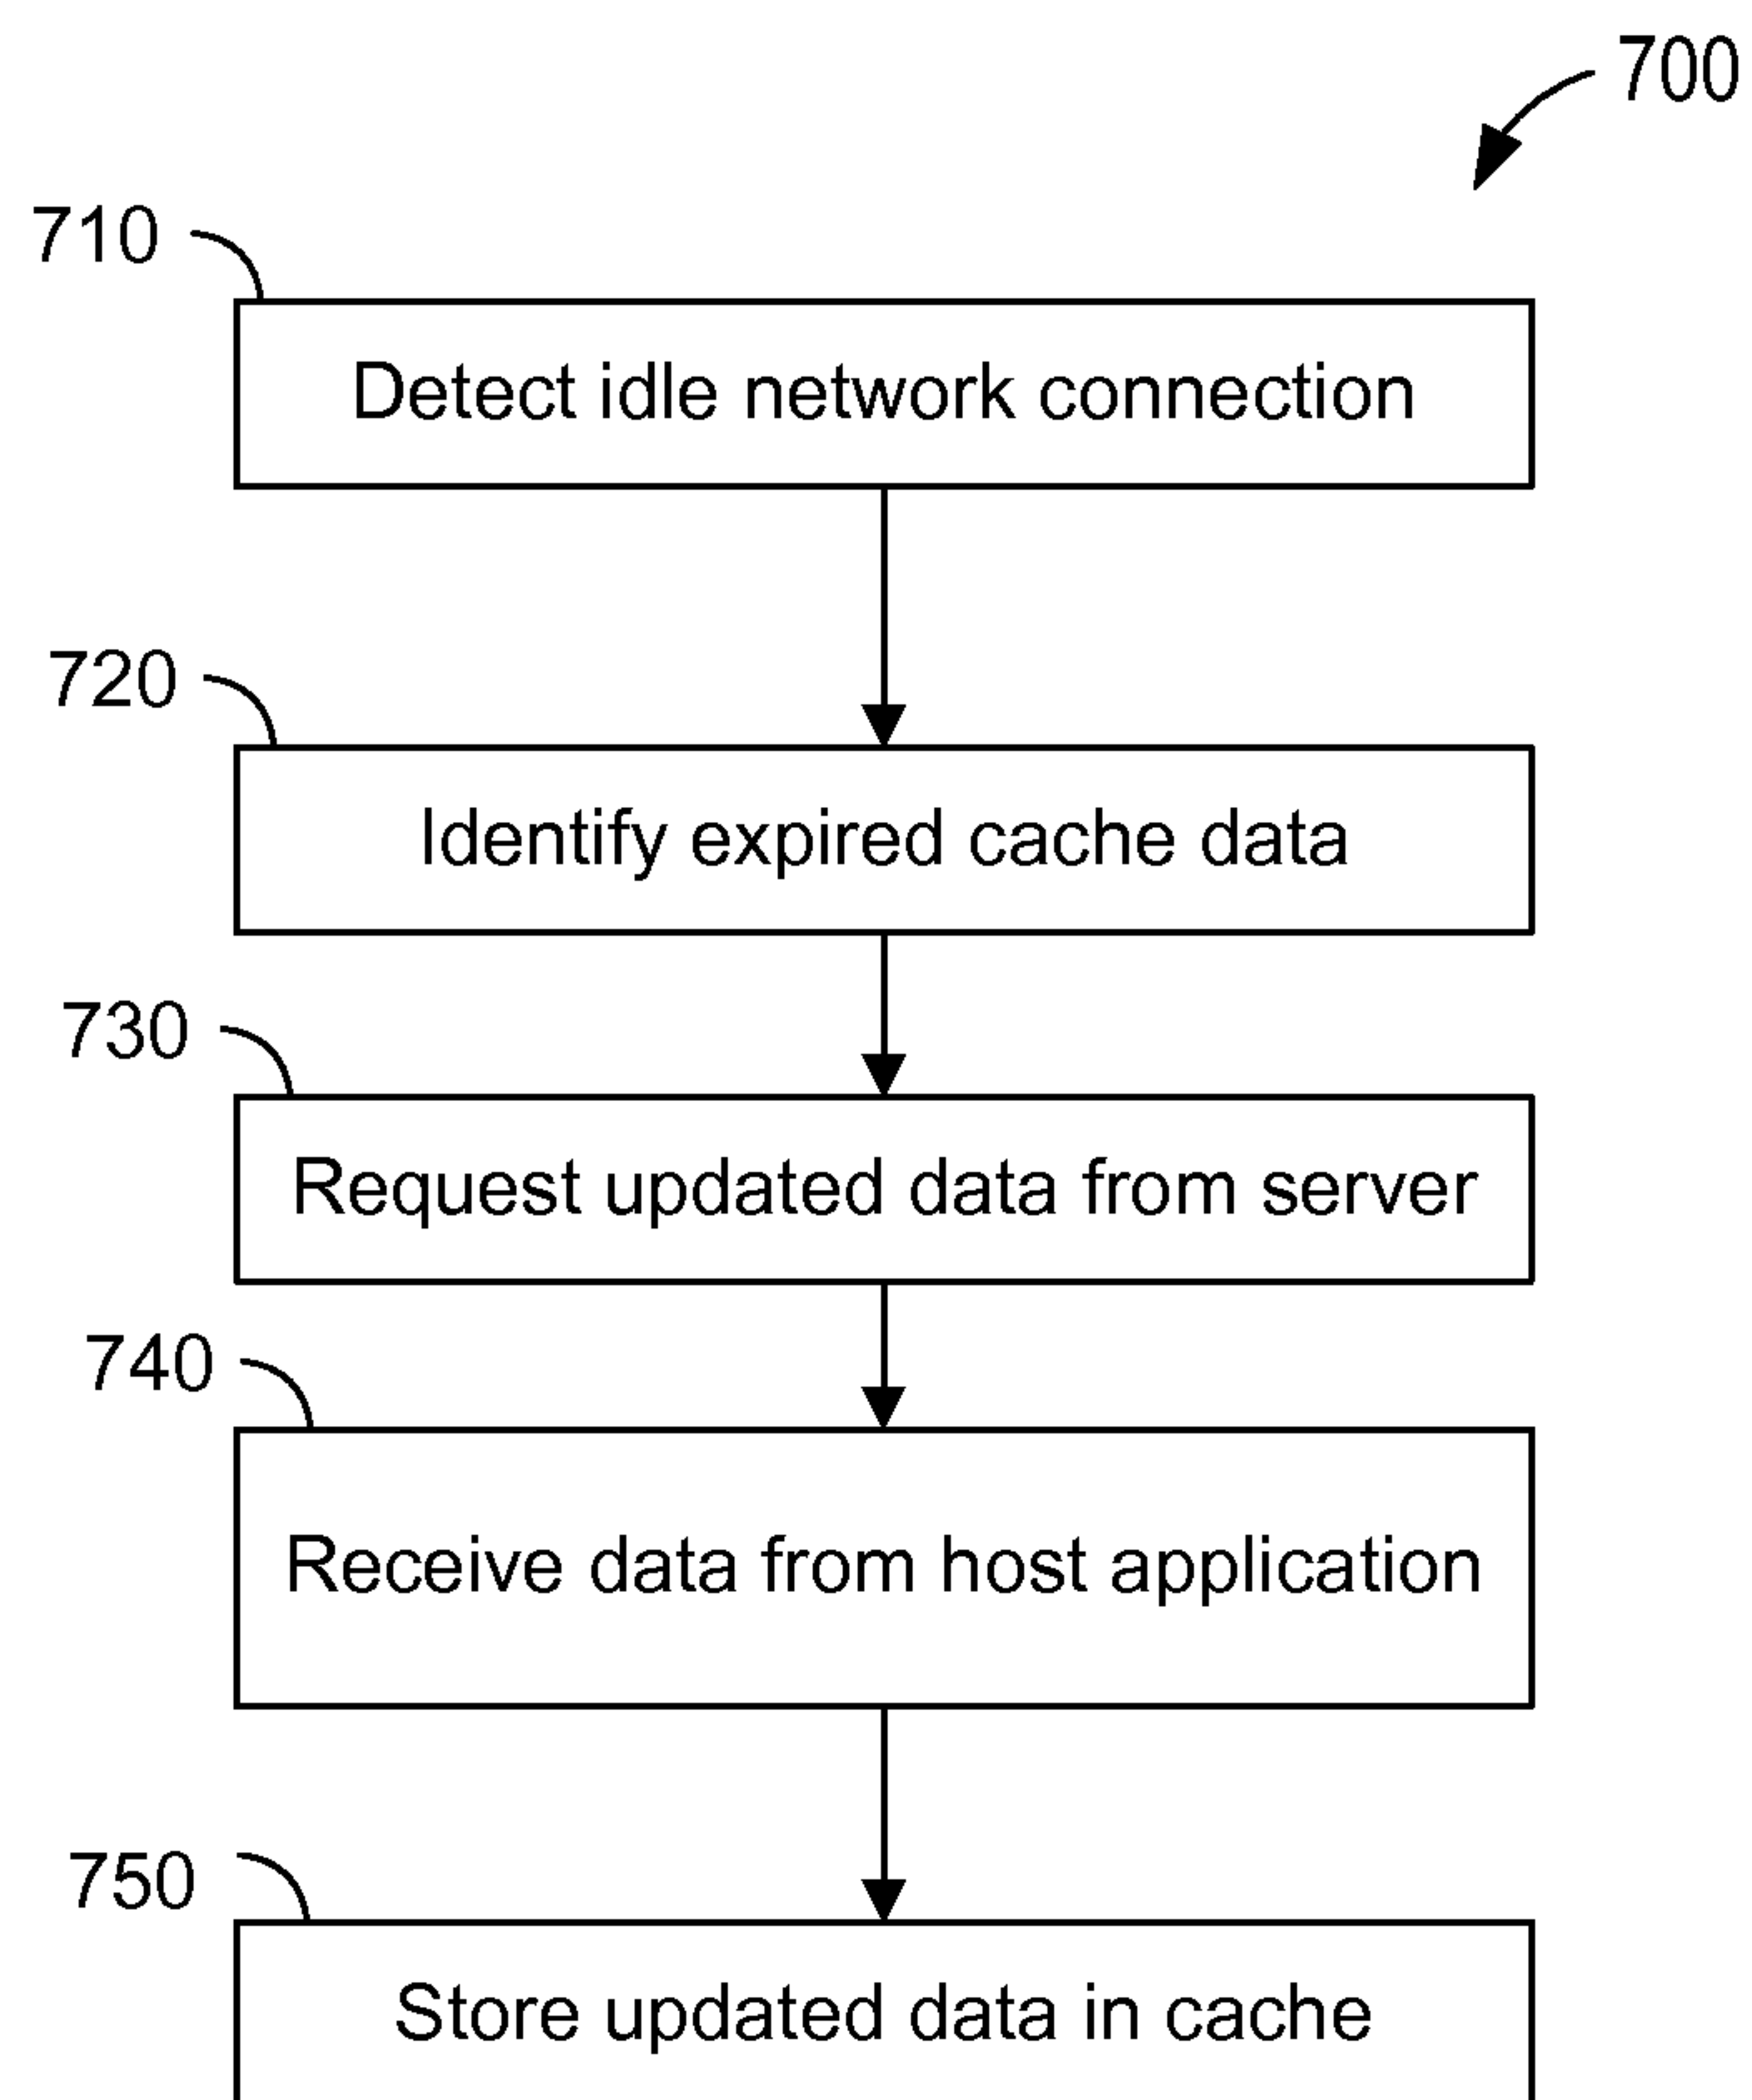 700
710
Detect idle network connection
720
Identify expired cache data
730
Request updated data from server
740
Receive data from host application
750
Store updated data in cache